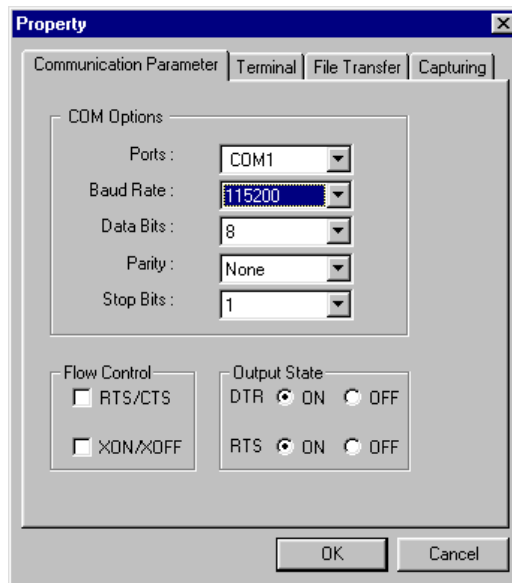 Property
Communication Parameter Terminal File Transfer Capturing
COM Options
Ports : COM1
Baud Rate : 115200
Data Bits : 8
Parity : None
Stop Bits : 1
Flow Control Output State
RTS/CTS DTR ON OFF
XON/XOFF RTS ON OFF
OK Cancel